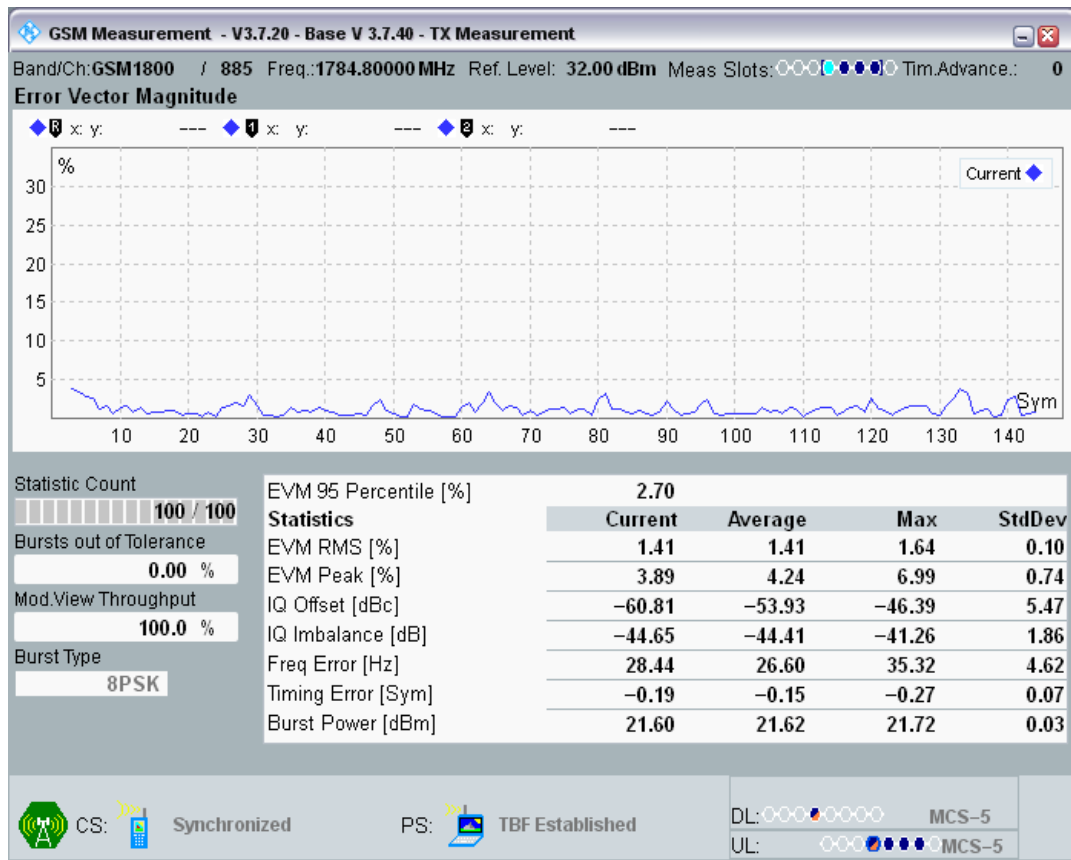 GSM Measurement - V3.7.20 - Base V 3.7.40 - TX Measurement
Band/Ch:GSM1800 / 885 Freq.:1784.80000 MHz Ref. Level: 32.00 dBm Meas Slots: Tim.Advance.: 0
Error Vector Magnitude
R x: y: --- 1 x: y: --- 2 x: y: ---
%
Current
30
25
20
15
10
5
Sym
10 20 30 40 50 60 70 80 90 100 110 120 130 140
Statistic Count
100 / 100
Bursts out of Tolerance
0.00 %
Mod.View Throughput
100.0 %
Burst Type
8PSK
EVM 95 Percentile [%] 2.70
Statistics Current Average Max StdDev
EVM RMS [%] 1.41 1.41 1.64 0.10
EVM Peak [%] 3.89 4.24 6.99 0.74
IQ Offset [dBc] −60.81 −53.93 −46.39 5.47
IQ Imbalance [dB] −44.65 −44.41 −41.26 1.86
Freq Error [Hz] 28.44 26.60 35.32 4.62
Timing Error [Sym] −0.19 −0.15 −0.27 0.07
Burst Power [dBm] 21.60 21.62 21.72 0.03
CS: Synchronized PS: TBF Established
DL: MCS−5
UL: MCS−5